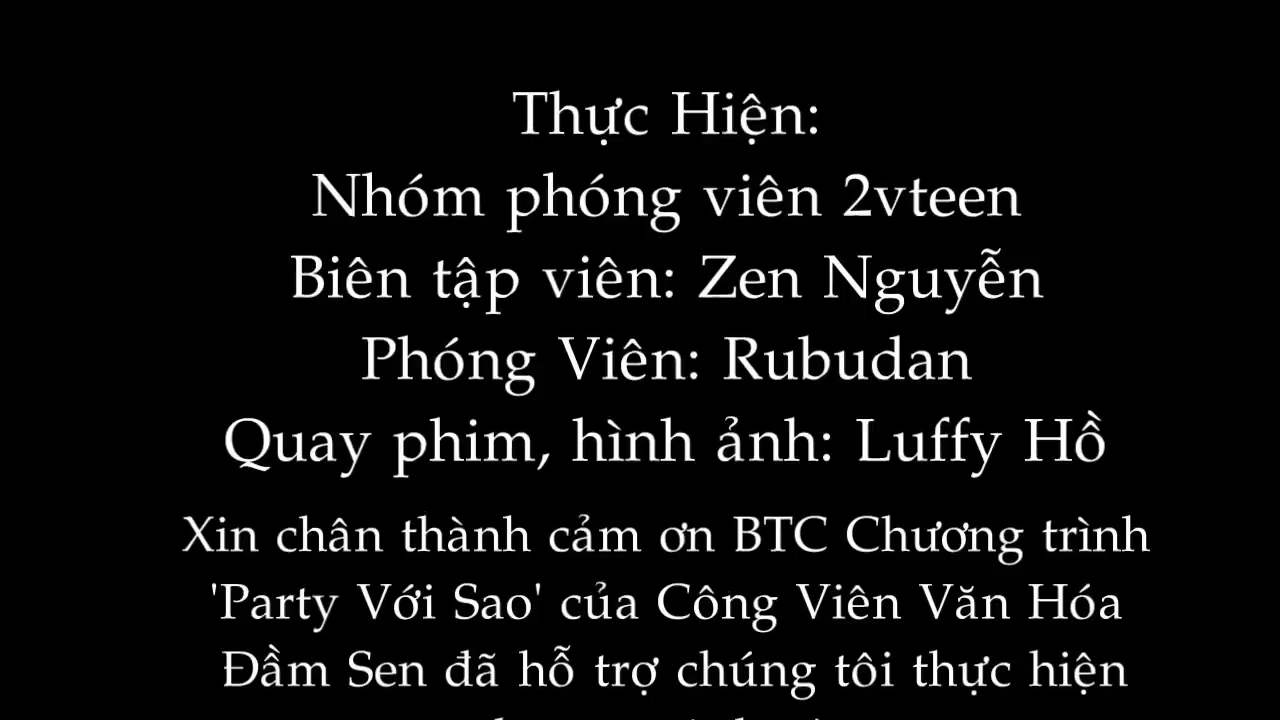 Thực Hiện:
Nhóm phóng viên 2vteen
Biên tập viên: Zen Nguyễn
Phóng Viên: Rubudan
Quay phim, hình ảnh: Luffy Hồ
Xin chân thành cảm ơn BTC Chương trình
'Party Với Sao' của Công Viên Văn Hóa
Đầm Sen đã hỗ trợ chúng tôi thực hiện